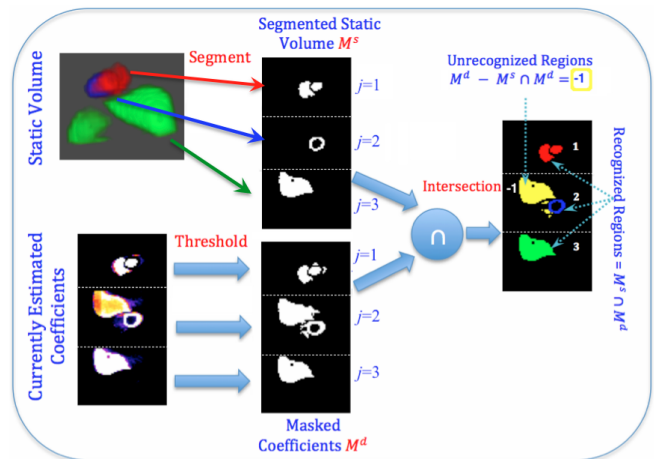 Segmented Static
Volume M^s
Static Volume
Segment
j=1
j=2
j=3
Unrecognized Regions
M^d − M^s ∩ M^d = -1
Intersection
∩
1
-1
2
3
Recognized Regions = M^s ∩ M^d
Currently Estimated
Coefficients
Threshold
j=1
j=2
j=3
Masked
Coefficients M^d